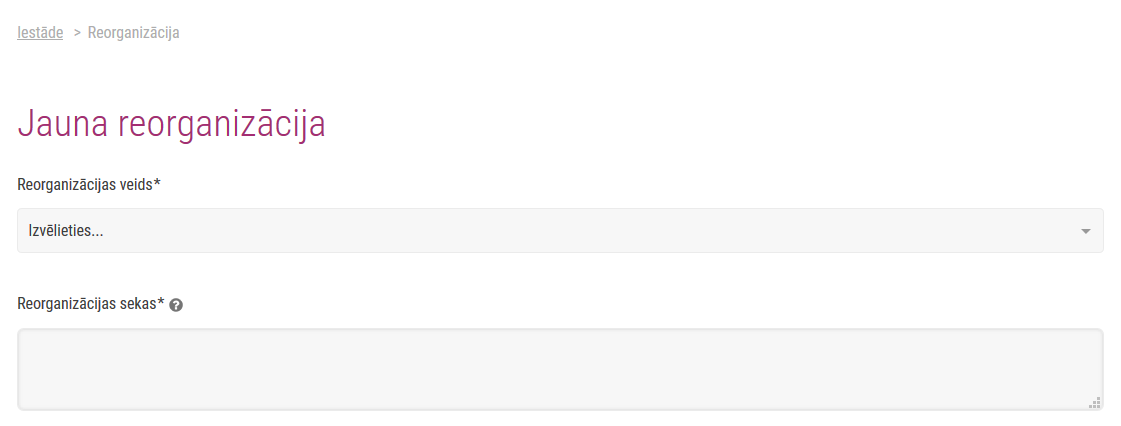 Iestāde > Reorganizācija
Jauna reorganizācija
Reorganizācijas veids*
Izvēlieties...
Reorganizācijas sekas* ?